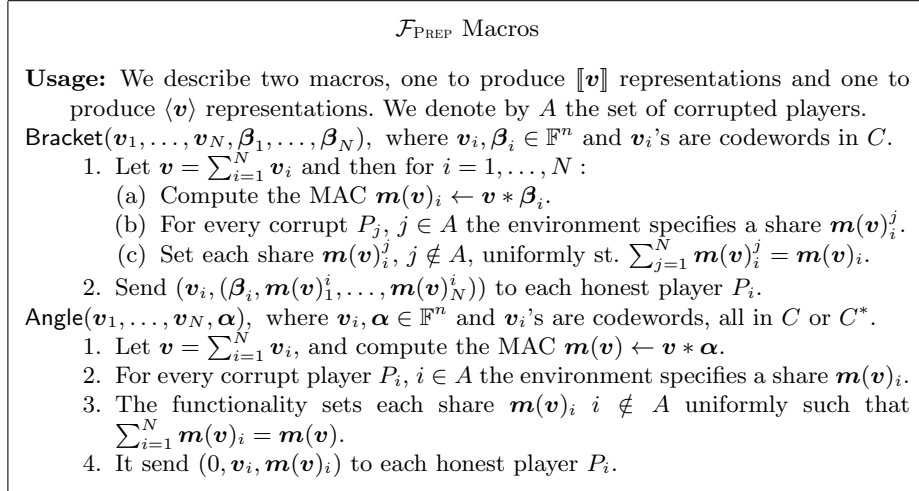 𝓕_PREP Macros
Usage: We describe two macros, one to produce ⟦𝒗⟧ representations and one to
produce ⟨𝒗⟩ representations. We denote by A the set of corrupted players.
Bracket(𝒗₁, . . . , 𝒗_N, 𝜷₁, . . . , 𝜷_N), where 𝒗_i, 𝜷_i ∈ 𝔽ⁿ and 𝒗_i's are codewords in C.
1. Let 𝒗 = ∑_{i=1}^{N} 𝒗_i and then for i = 1, . . . , N :
(a) Compute the MAC 𝒎(𝒗)_i ← 𝒗 ∗ 𝜷_i.
(b) For every corrupt P_j, j ∈ A the environment specifies a share 𝒎(𝒗)_i^j.
(c) Set each share 𝒎(𝒗)_i^j, j ∉ A, uniformly st. ∑_{j=1}^{N} 𝒎(𝒗)_i^j = 𝒎(𝒗)_i.
2. Send (𝒗_i, (𝜷_i, 𝒎(𝒗)_1^i, . . . , 𝒎(𝒗)_N^i)) to each honest player P_i.
Angle(𝒗₁, . . . , 𝒗_N, 𝜶), where 𝒗_i, 𝜶 ∈ 𝔽ⁿ and 𝒗_i's are codewords, all in C or C*.
1. Let 𝒗 = ∑_{i=1}^{N} 𝒗_i, and compute the MAC 𝒎(𝒗) ← 𝒗 ∗ 𝜶.
2. For every corrupt player P_i, i ∈ A the environment specifies a share 𝒎(𝒗)_i.
3. The functionality sets each share 𝒎(𝒗)_i i ∉ A uniformly such that
∑_{i=1}^{N} 𝒎(𝒗)_i = 𝒎(𝒗).
4. It send (0, 𝒗_i, 𝒎(𝒗)_i) to each honest player P_i.